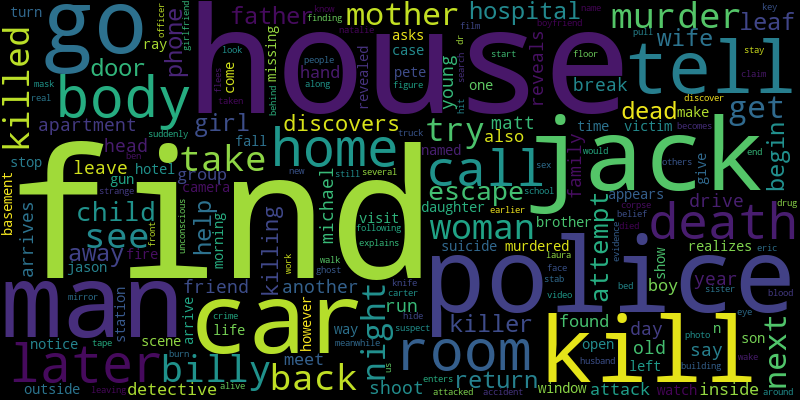 turn officer girlfriend father mother hospital murder leaf
go house phone ray door finding know natalie film boyfriend name key
asks case pete look people start dr floor pull stay claim
killed body missing hand revealed young one reveals wife tell
apartment girl discovers break dead get
mask real behind along figure hit search matt try also time make victim discover
suddenly home call jack becomes others end drug
head take fall truck named family give begin
basement leave ben group camera new still several escape sex school would
stop hotel gun michael daughter earlier appears drive death
find strange help morning visit following explains woman brother corpse belief died
arrives child see unconscious front killing walk ghost suicide murdered attempt realizes
away jason fire work knife carter laura police evidence show boy year eric
man mirror friend another hide face stab bed sister blood
station car however night run video found day photo n eye
notice tape arrive crime life way suspect killer open old say son next
later scene billy meet meanwhile room husband left kill building wake
burn alive us enters return window attack watch inside
outside leaving detective back shoot attacked accident around